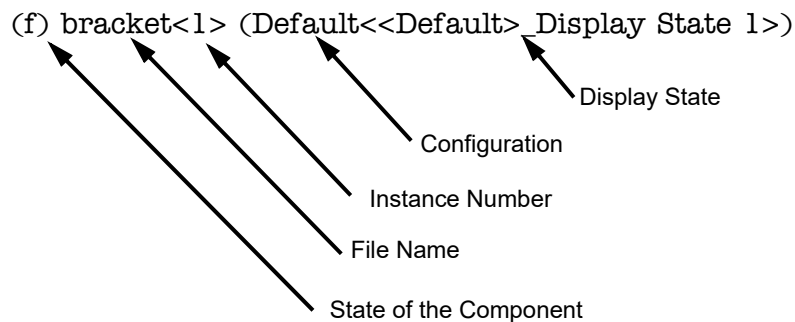 (f) bracket<1> (Default<<Default>_Display State 1>)
Display State
Configuration
Instance Number
File Name
State of the Component